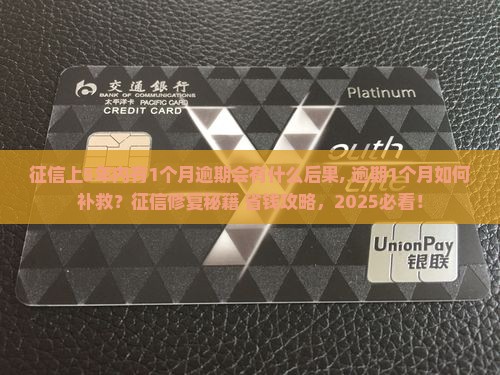 交通銀行
BANK OF COMMUNICATIONS
太平洋卡 PACIFIC CARD
CREDIT CARD
Platinum
征信上 1个月逾期会有什么后果, 逾期1个月如何
补救？征信修复秘籍 省钱攻略，2025必看！
outh
UnionPay
银联